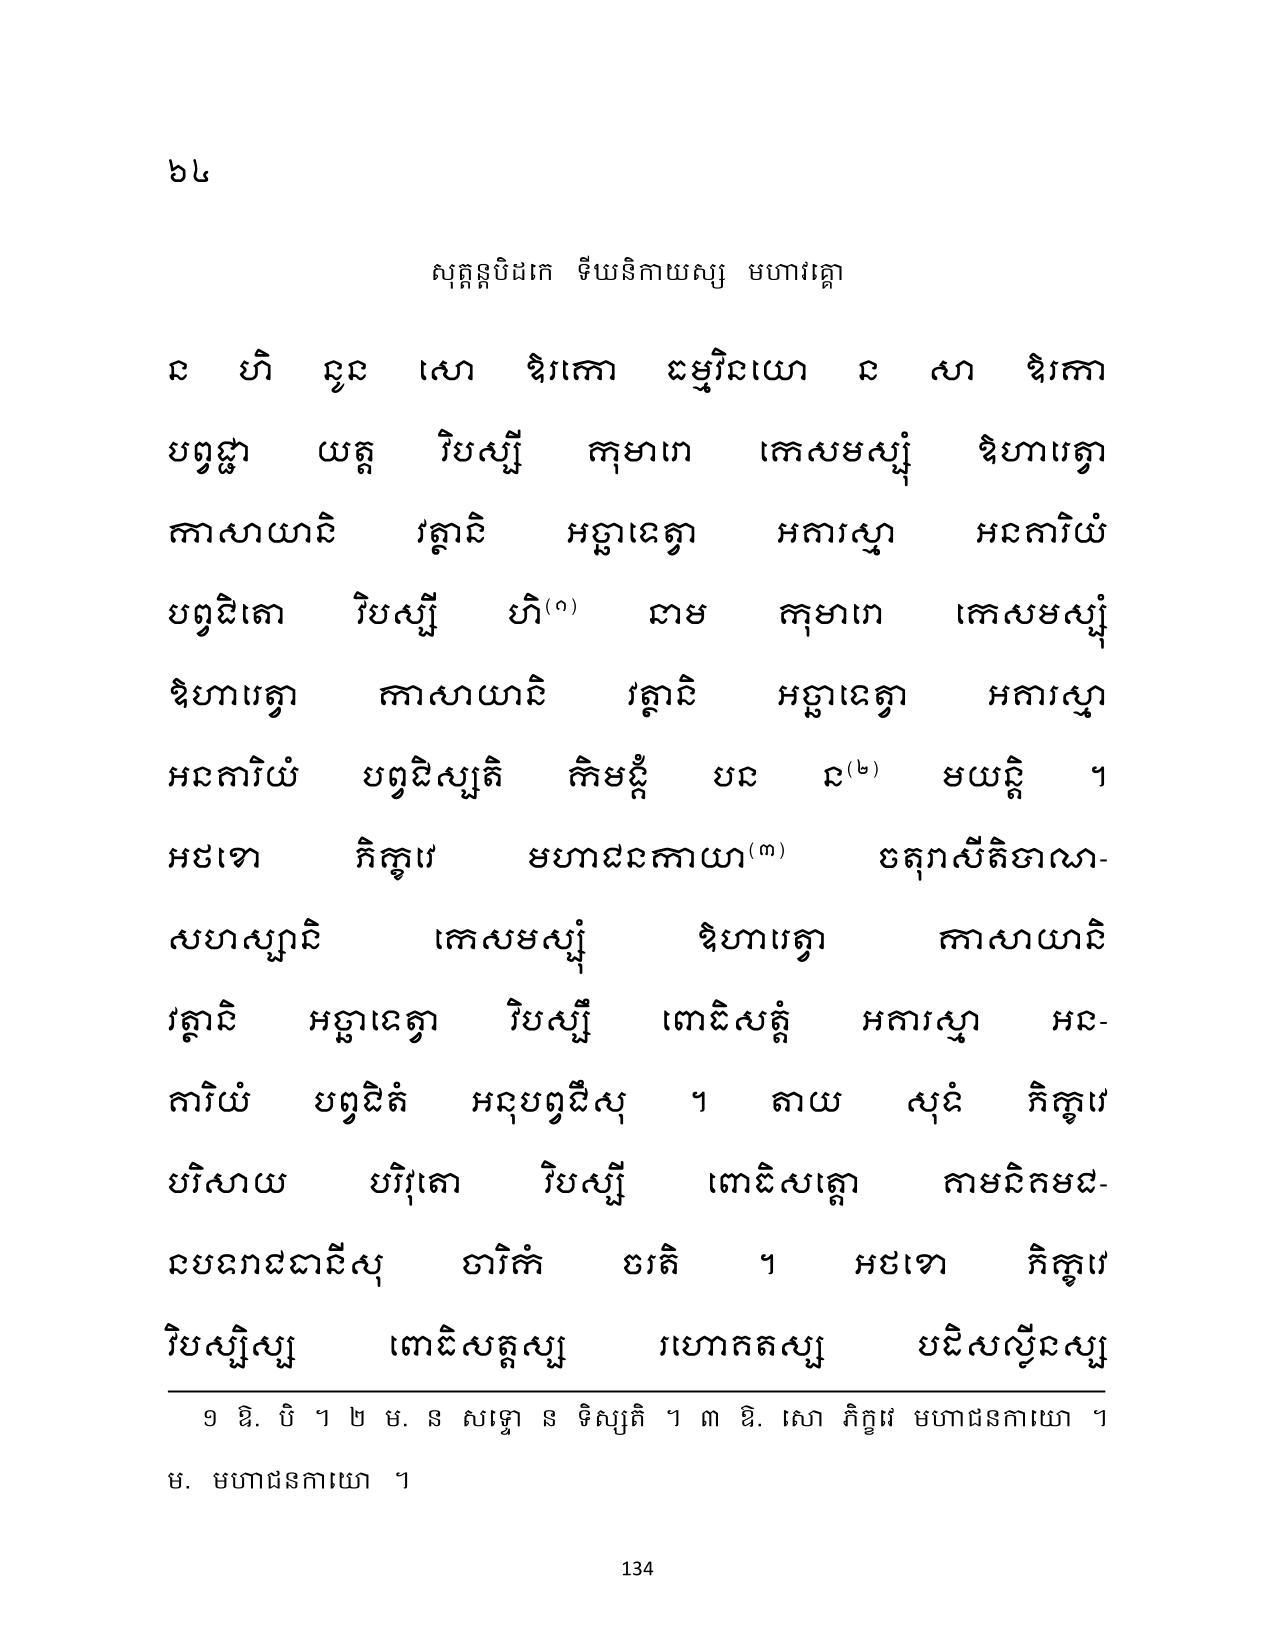 ៦៤
សុត្តន្តបិដកេ ទីឃនិកាយស្ស មហាវគ្គោ
ន ហិ នូន សោ ឱរកោ ធម្មវិនយោ ន សា ឱរកា
បព្វជ្ជា យត្ត វិបស្សី កុមារោ កេសមស្សុំ ឱហារេត្វា
កាសាយានិ វត្ថានិ អច្ឆាទេត្វា អគារស្មា អនគារិយំ
បព្វជិតោ វិបស្សី ហិ(១) នាម កុមារោ កេសមស្សុំ
ឱហារេត្វា កាសាយានិ វត្ថានិ អច្ឆាទេត្វា អគារស្មា
អនគារិយំ បព្វជិស្សតិ កិមង្គំ បន ន(២) មយន្តិ ។
អថខោ ភិក្ខវេ មហាជនកាយា(៣) ចតុរាសីតិបាណ-
សហស្សានិ កេសមស្សុំ ឱហារេត្វា កាសាយានិ
វត្ថានិ អច្ឆាទេត្វា វិបស្សឹ ពោធិសត្តំ អគារស្មា អន-
គារិយំ បព្វជិតំ អនុបព្វជឹសុ ។ តាយ សុទំ ភិក្ខវេ
បរិសាយ បរិវុតោ វិបស្សី ពោធិសត្តោ គាមនិគមជ-
នបទរាជធានីសុ ចារិកំ ចរតិ ។ អថខោ ភិក្ខវេ
វិបស្សិស្ស ពោធិសត្តស្ស រហោគតស្ស បដិសល្លីនស្ស
១ ឱ. បិ ។ ២ ម. ន សទ្ទោ ន ទិស្សតិ ។ ៣ ឱ. សោ ភិក្ខវេ មហាជនកាយោ ។
ម. មហាជនកាយោ ។
134